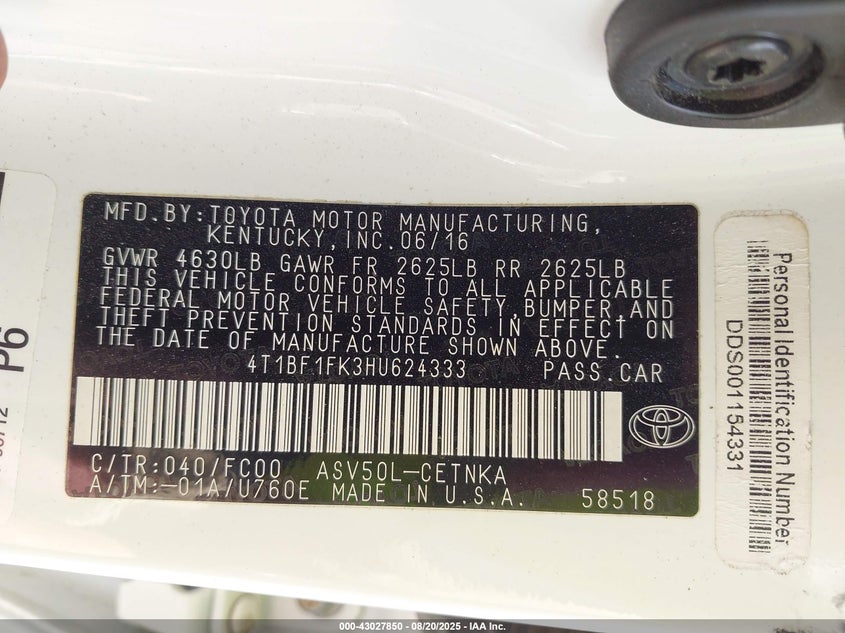 MFD.BY:TOYOTA MOTOR MANUFACTURING,
KENTUCKY,INC.06/16
GVWR 4630LB GAWR FR 2625LB RR 2625LB
THIS VEHICLE CONFORMS TO ALL APPLICABLE
FEDERAL MOTOR VEHICLE SAFETY,BUMPER,AND
THEFT PREVENTION STANDARDS IN EFFECT ON
THE DATE OF MANUFACTURE SHOWN ABOVE.
4T1BF1FK3HU624333 PASS.CAR
C/TR:040/FC00 ASV50L-CETNKA
A/TM:-01A/U760E MADE IN U.S.A. 58518
Personal Identification Number
DDS001154331
P6
000-43027850 - 08/20/2025 - IAA Inc.